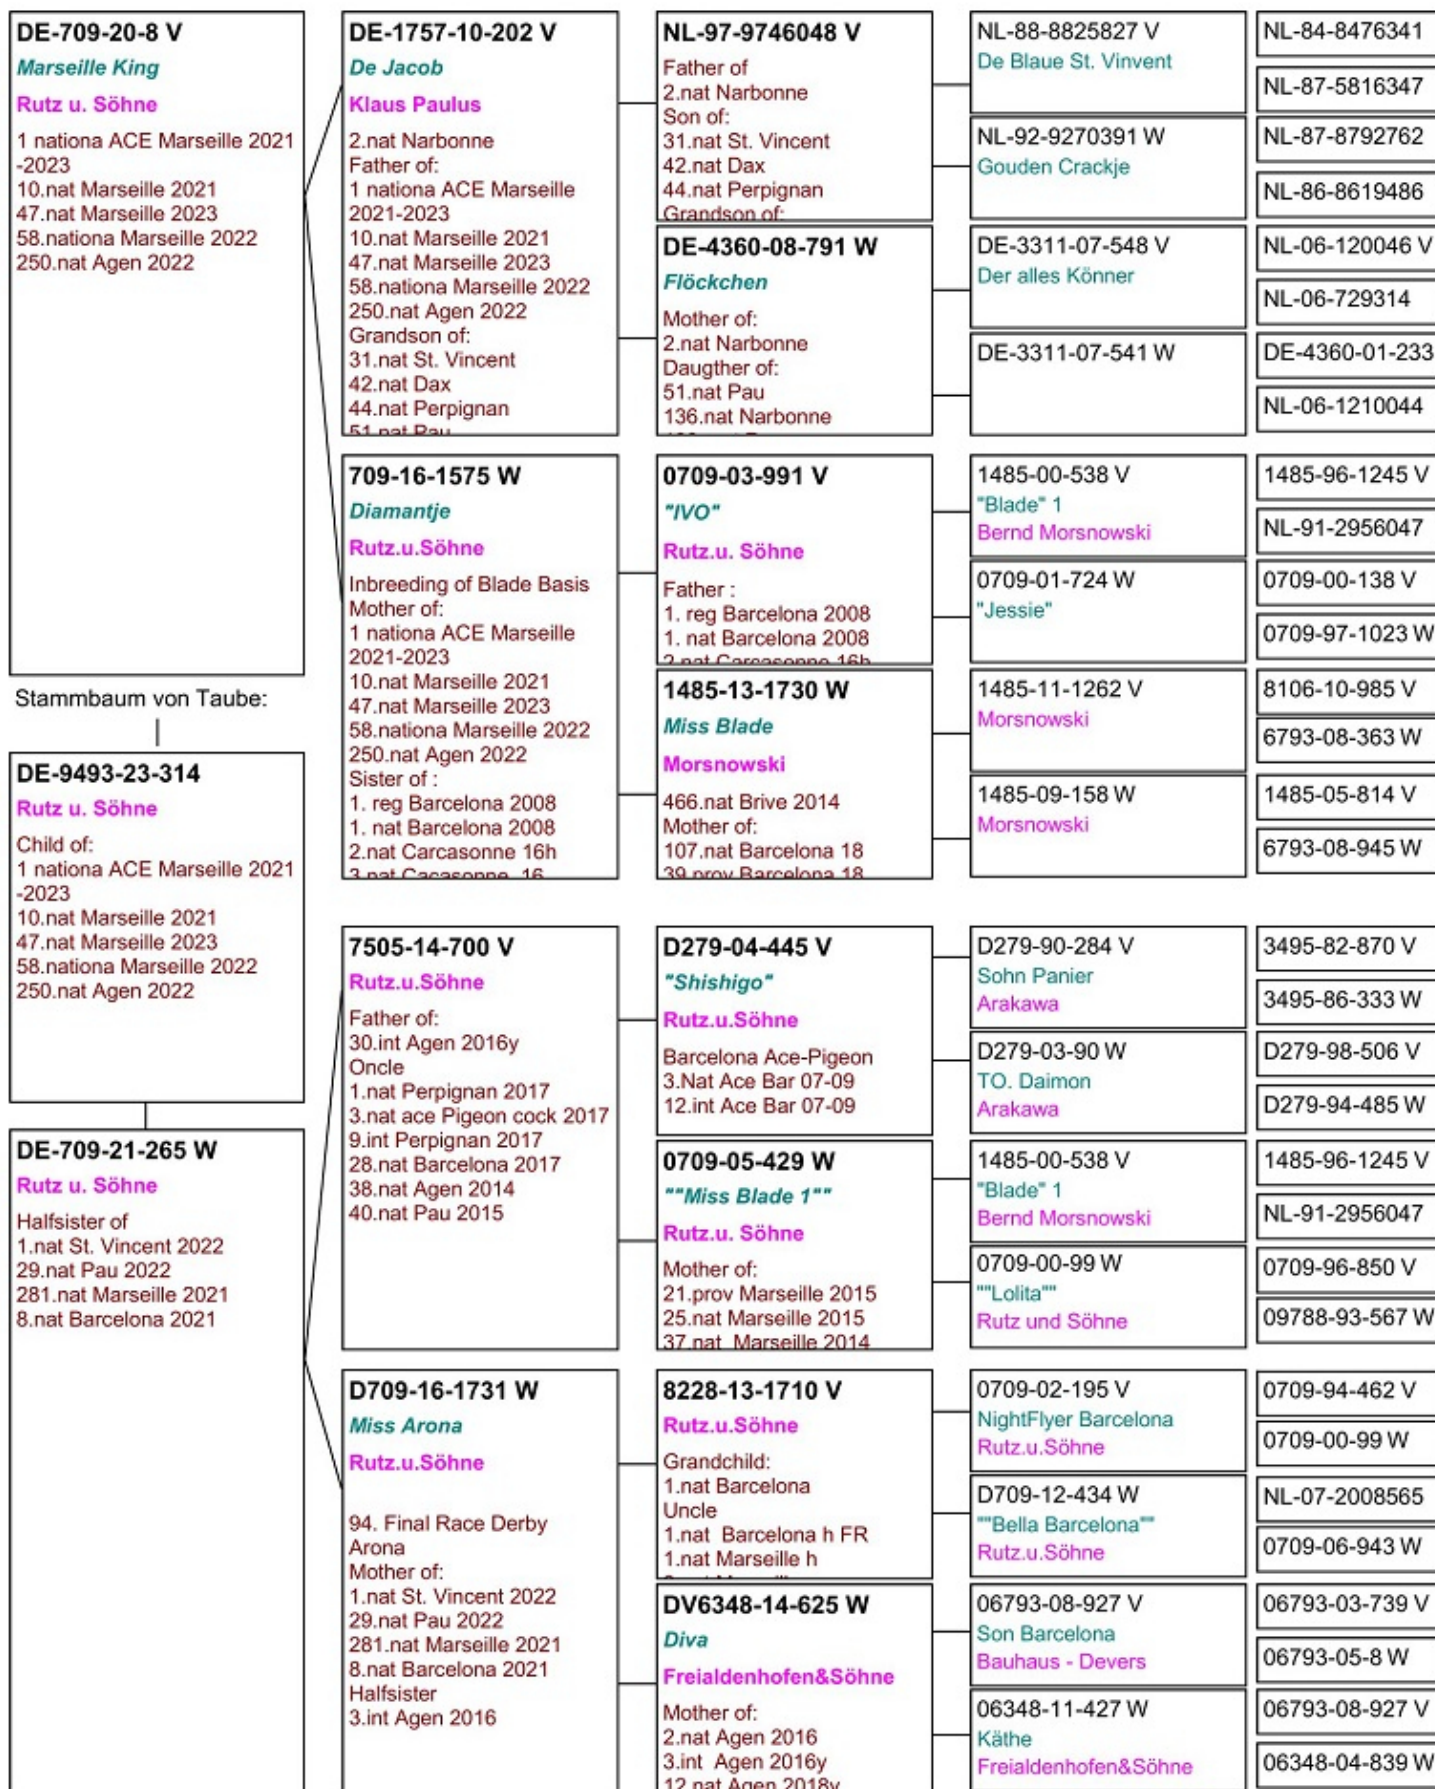 DE-709-20-8 V
Marseille King
Rutz u. Söhne
1 nationa ACE Marseille 2021
-2023
10.nat Marseille 2021
47.nat Marseille 2023
58.nationa Marseille 2022
250.nat Agen 2022
Stammbaum von Taube:
DE-9493-23-314
Rutz u. Söhne
Child of:
1 nationa ACE Marseille 2021
-2023
10.nat Marseille 2021
47.nat Marseille 2023
58.nationa Marseille 2022
250.nat Agen 2022
DE-709-21-265 W
Rutz u. Söhne
Halfsister of
1.nat St. Vincent 2022
29.nat Pau 2022
281.nat Marseille 2021
8.nat Barcelona 2021
DE-1757-10-202 V
De Jacob
Klaus Paulus
2.nat Narbonne
Father of:
1 nationa ACE Marseille
2021-2023
10.nat Marseille 2021
47.nat Marseille 2023
58.nationa Marseille 2022
250.nat Agen 2022
Grandson of:
31.nat St. Vincent
42.nat Dax
44.nat Perpignan
51.nat Pau
709-16-1575 W
Diamantje
Rutz.u.Söhne
Inbreeding of Blade Basis
Mother of:
1 nationa ACE Marseille
2021-2023
10.nat Marseille 2021
47.nat Marseille 2023
58.nationa Marseille 2022
250.nat Agen 2022
Sister of :
1. reg Barcelona 2008
1. nat Barcelona 2008
2.nat Carcasonne 16h
3.nat Cacasonne 16
7505-14-700 V
Rutz.u.Söhne
Father of:
30.int Agen 2016y
Oncle
1.nat Perpignan 2017
3.nat ace Pigeon cock 2017
9.int Perpignan 2017
28.nat Barcelona 2017
38.nat Agen 2014
40.nat Pau 2015
D709-16-1731 W
Miss Arona
Rutz.u.Söhne
94. Final Race Derby
Arona
Mother of:
1.nat St. Vincent 2022
29.nat Pau 2022
281.nat Marseille 2021
8.nat Barcelona 2021
Halfsister
3.int Agen 2016
NL-97-9746048 V
Father of
2.nat Narbonne
Son of:
31.nat St. Vincent
42.nat Dax
44.nat Perpignan
Grandson of:
DE-4360-08-791 W
Flöckchen
Mother of:
2.nat Narbonne
Daugther of:
51.nat Pau
136.nat Narbonne
0709-03-991 V
"IVO"
Rutz.u. Söhne
Father :
1. reg Barcelona 2008
1. nat Barcelona 2008
2.nat Carcasonne 16h
1485-13-1730 W
Miss Blade
Morsnowski
466.nat Brive 2014
Mother of:
107.nat Barcelona 18
39.prov Barcelona 18
D279-04-445 V
"Shishigo"
Rutz.u.Söhne
Barcelona Ace-Pigeon
3.Nat Ace Bar 07-09
12.int Ace Bar 07-09
0709-05-429 W
""Miss Blade 1""
Rutz.u. Söhne
Mother of:
21.prov Marseille 2015
25.nat Marseille 2015
37.nat Marseille 2014
8228-13-1710 V
Rutz.u.Söhne
Grandchild:
1.nat Barcelona
Uncle
1.nat Barcelona h FR
1.nat Marseille h
DV6348-14-625 W
Diva
Freialdenhofen&Söhne
Mother of:
2.nat Agen 2016
3.int Agen 2016y
12.nat Agen 2018y
NL-88-8825827 V
De Blaue St. Vinvent
NL-92-9270391 W
Gouden Crackje
DE-3311-07-548 V
Der alles Könner
DE-3311-07-541 W
1485-00-538 V
"Blade" 1
Bernd Morsnowski
0709-01-724 W
"Jessie"
1485-11-1262 V
Morsnowski
1485-09-158 W
Morsnowski
D279-90-284 V
Sohn Panier
Arakawa
D279-03-90 W
TO. Daimon
Arakawa
1485-00-538 V
"Blade" 1
Bernd Morsnowski
0709-00-99 W
""Lolita""
Rutz und Söhne
0709-02-195 V
NightFlyer Barcelona
Rutz.u.Söhne
D709-12-434 W
""Bella Barcelona""
Rutz.u.Söhne
06793-08-927 V
Son Barcelona
Bauhaus - Devers
06348-11-427 W
Käthe
Freialdenhofen&Söhne
NL-84-8476341
NL-87-5816347
NL-87-8792762
NL-86-8619486
NL-06-120046 V
NL-06-729314
DE-4360-01-233
NL-06-1210044
1485-96-1245 V
NL-91-2956047
0709-00-138 V
0709-97-1023 W
8106-10-985 V
6793-08-363 W
1485-05-814 V
6793-08-945 W
3495-82-870 V
3495-86-333 W
D279-98-506 V
D279-94-485 W
1485-96-1245 V
NL-91-2956047
0709-96-850 V
09788-93-567 W
0709-94-462 V
0709-00-99 W
NL-07-2008565
0709-06-943 W
06793-03-739 V
06793-05-8 W
06793-08-927 V
06348-04-839 W